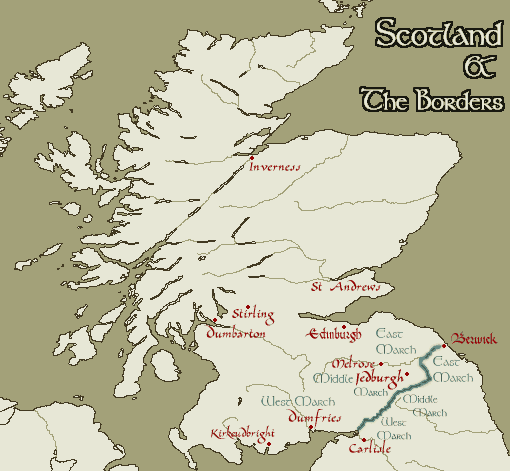 Scotland
&
The Borders
Inverness
St Andrews
Stirling
Dumbarton
Edinburgh
East
March
Berwick
Melrose
East
March
Middle
March
Jedburgh
Middle
March
West March
Dumfries
West
March
Kirkcudbright
Carlisle